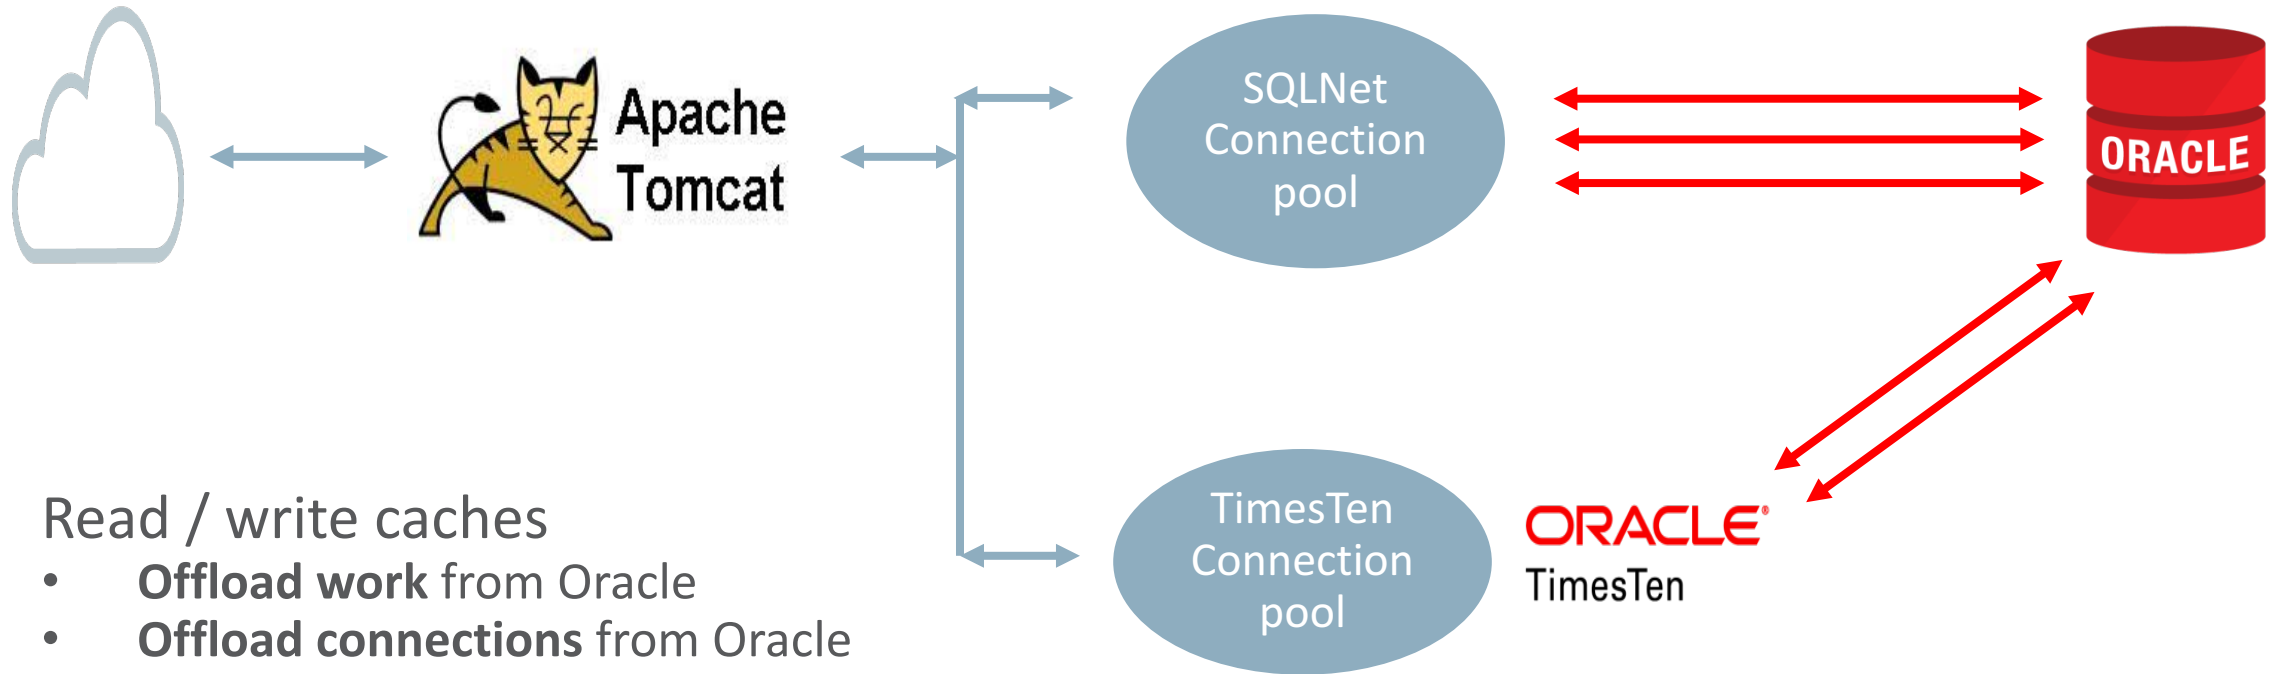 Apache
Tomcat
SQLNet
Connection
pool
ORACLE
TimesTen
Connection
pool
ORACLE®
TimesTen
Read / write caches
• Offload work from Oracle
• Offload connections from Oracle